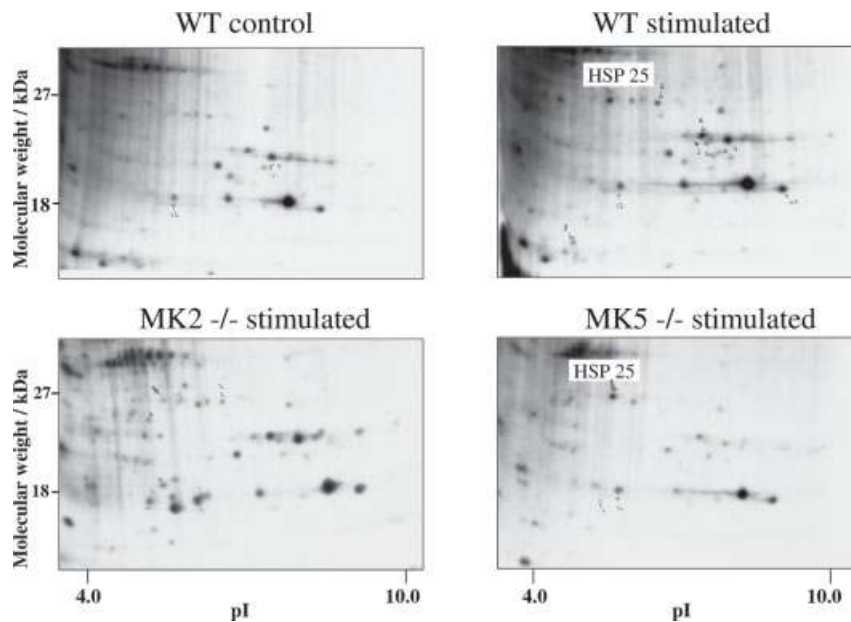 WT control
WT stimulated
Molecular weight / kDa
27
18
HSP 25
MK2 -/- stimulated
MK5 -/- stimulated
Molecular weight / kDa
27
18
HSP 25
4.0
10.0
pI
4.0
10.0
pI